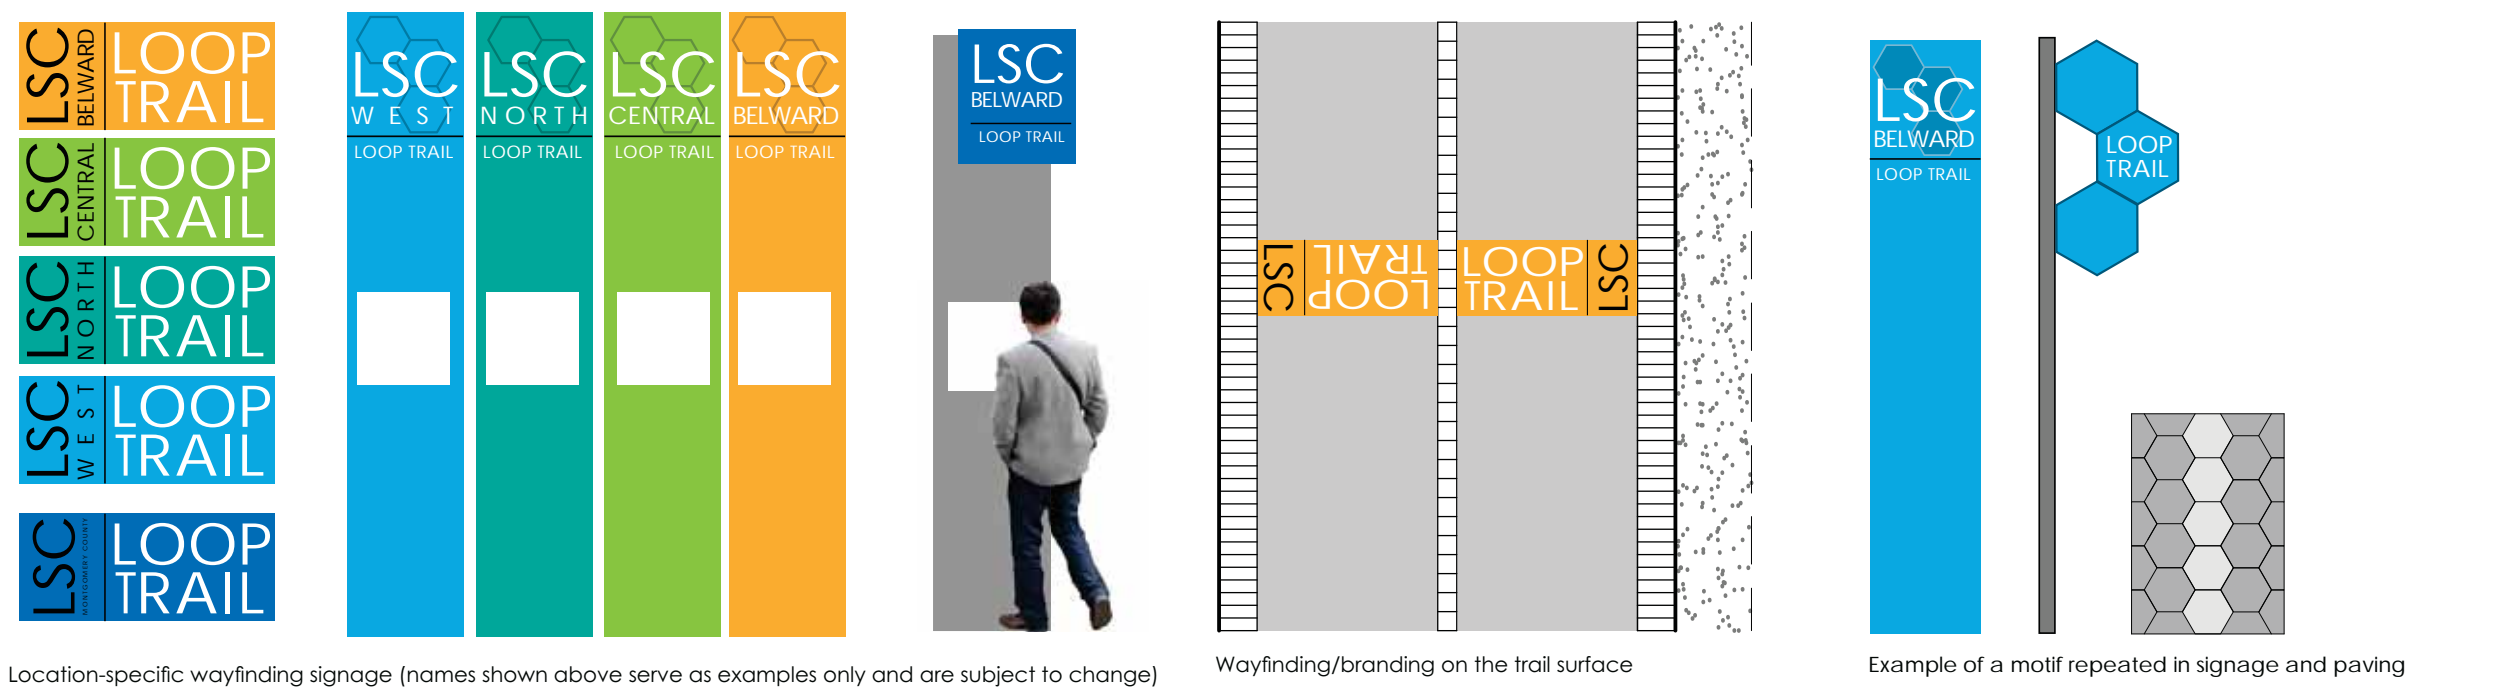 LSC
BELWARD
LOOP
TRAIL
LSC
CENTRAL
LOOP
TRAIL
LSC
NORTH
LOOP
TRAIL
LSC
WEST
LOOP
TRAIL
LSC
MONTGOMERY COUNTY
LOOP
TRAIL
LSC
WEST
LOOP TRAIL
LSC
NORTH
LOOP TRAIL
LSC
CENTRAL
LOOP TRAIL
LSC
BELWARD
LOOP TRAIL
LSC
BELWARD
LOOP TRAIL
Location-specific wayfinding signage (names shown above serve as examples only and are subject to change)
LSC
LOOP
TRAIL
LOOP
TRAIL
LSC
Wayfinding/branding on the trail surface
LSC
BELWARD
LOOP TRAIL
LOOP
TRAIL
Example of a motif repeated in signage and paving